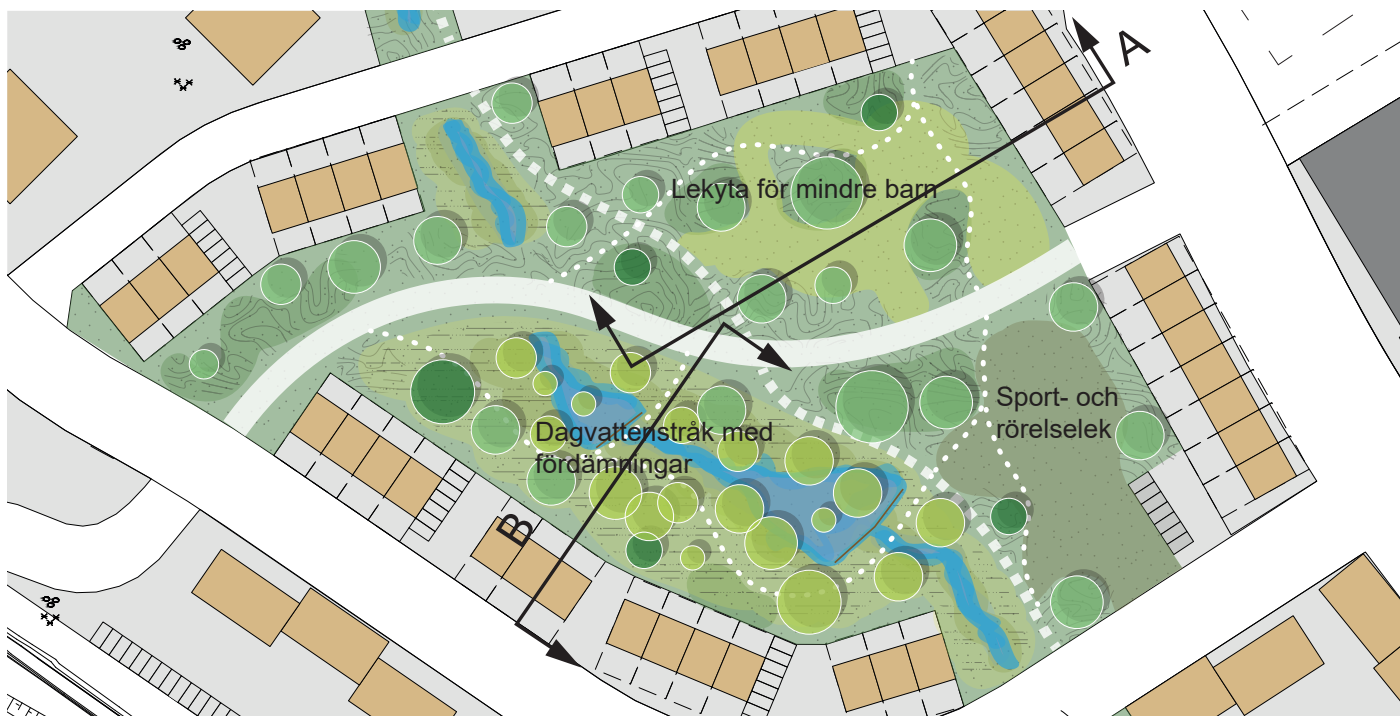 A
Lekyta för mindre barn
Sport- och
rörelselek
Dagvattenstråk med
fördämningar
B